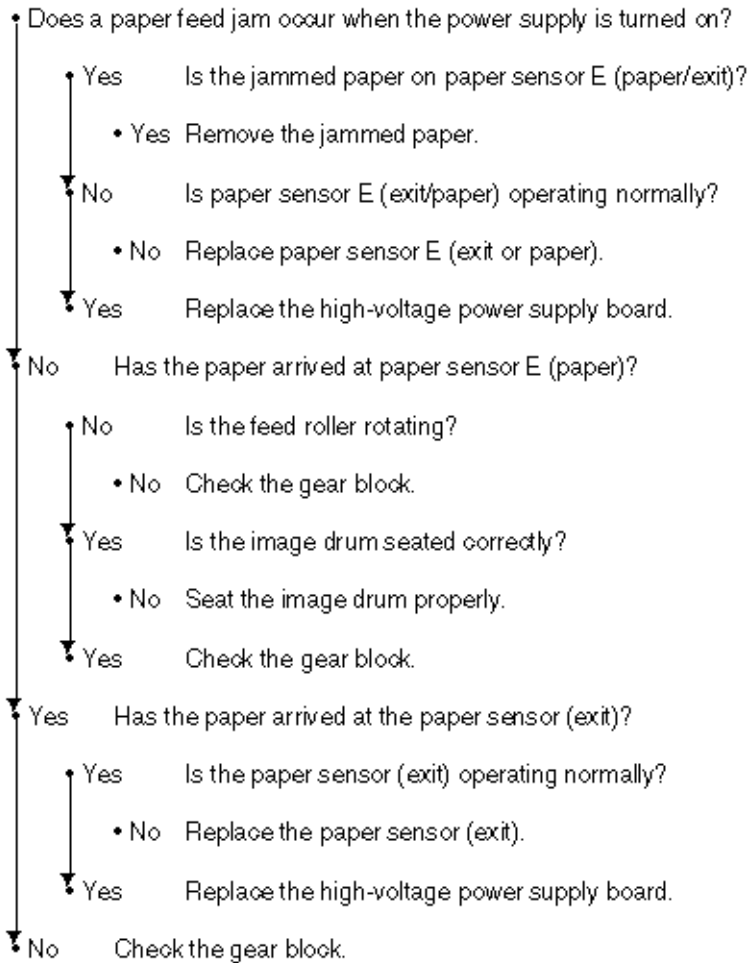 • Does a paper feed jam occur when the power supply is turned on?
• Yes Is the jammed paper on paper sensor E (paper/exit)?
• Yes Remove the jammed paper.
• No Is paper sensor E (exit/paper) operating normally?
• No Replace paper sensor E (exit or paper).
• Yes Replace the high-voltage power supply board.
• No Has the paper arrived at paper sensor E (paper)?
• No Is the feed roller rotating?
• No Check the gear block.
• Yes Is the image drum seated correctly?
• No Seat the image drum properly.
• Yes Check the gear block.
• Yes Has the paper arrived at the paper sensor (exit)?
• Yes Is the paper sensor (exit) operating normally?
• No Replace the paper sensor (exit).
• Yes Replace the high-voltage power supply board.
• No Check the gear block.